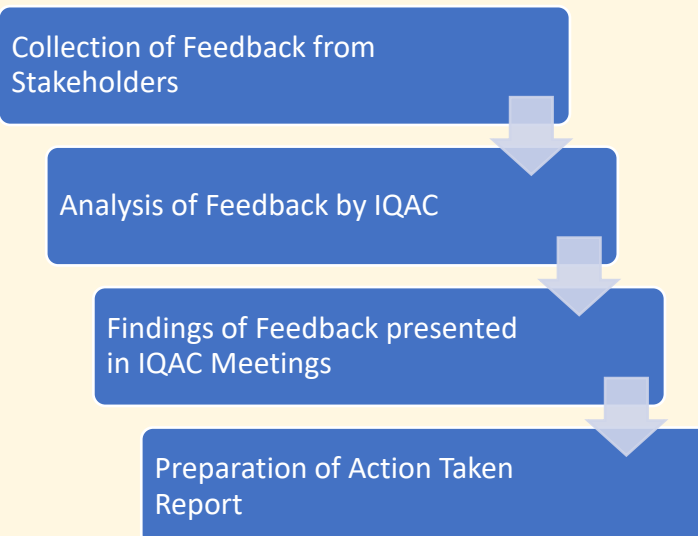 Collection of Feedback from
Stakeholders
Analysis of Feedback by IQAC
Findings of Feedback presented
in IQAC Meetings
Preparation of Action Taken
Report